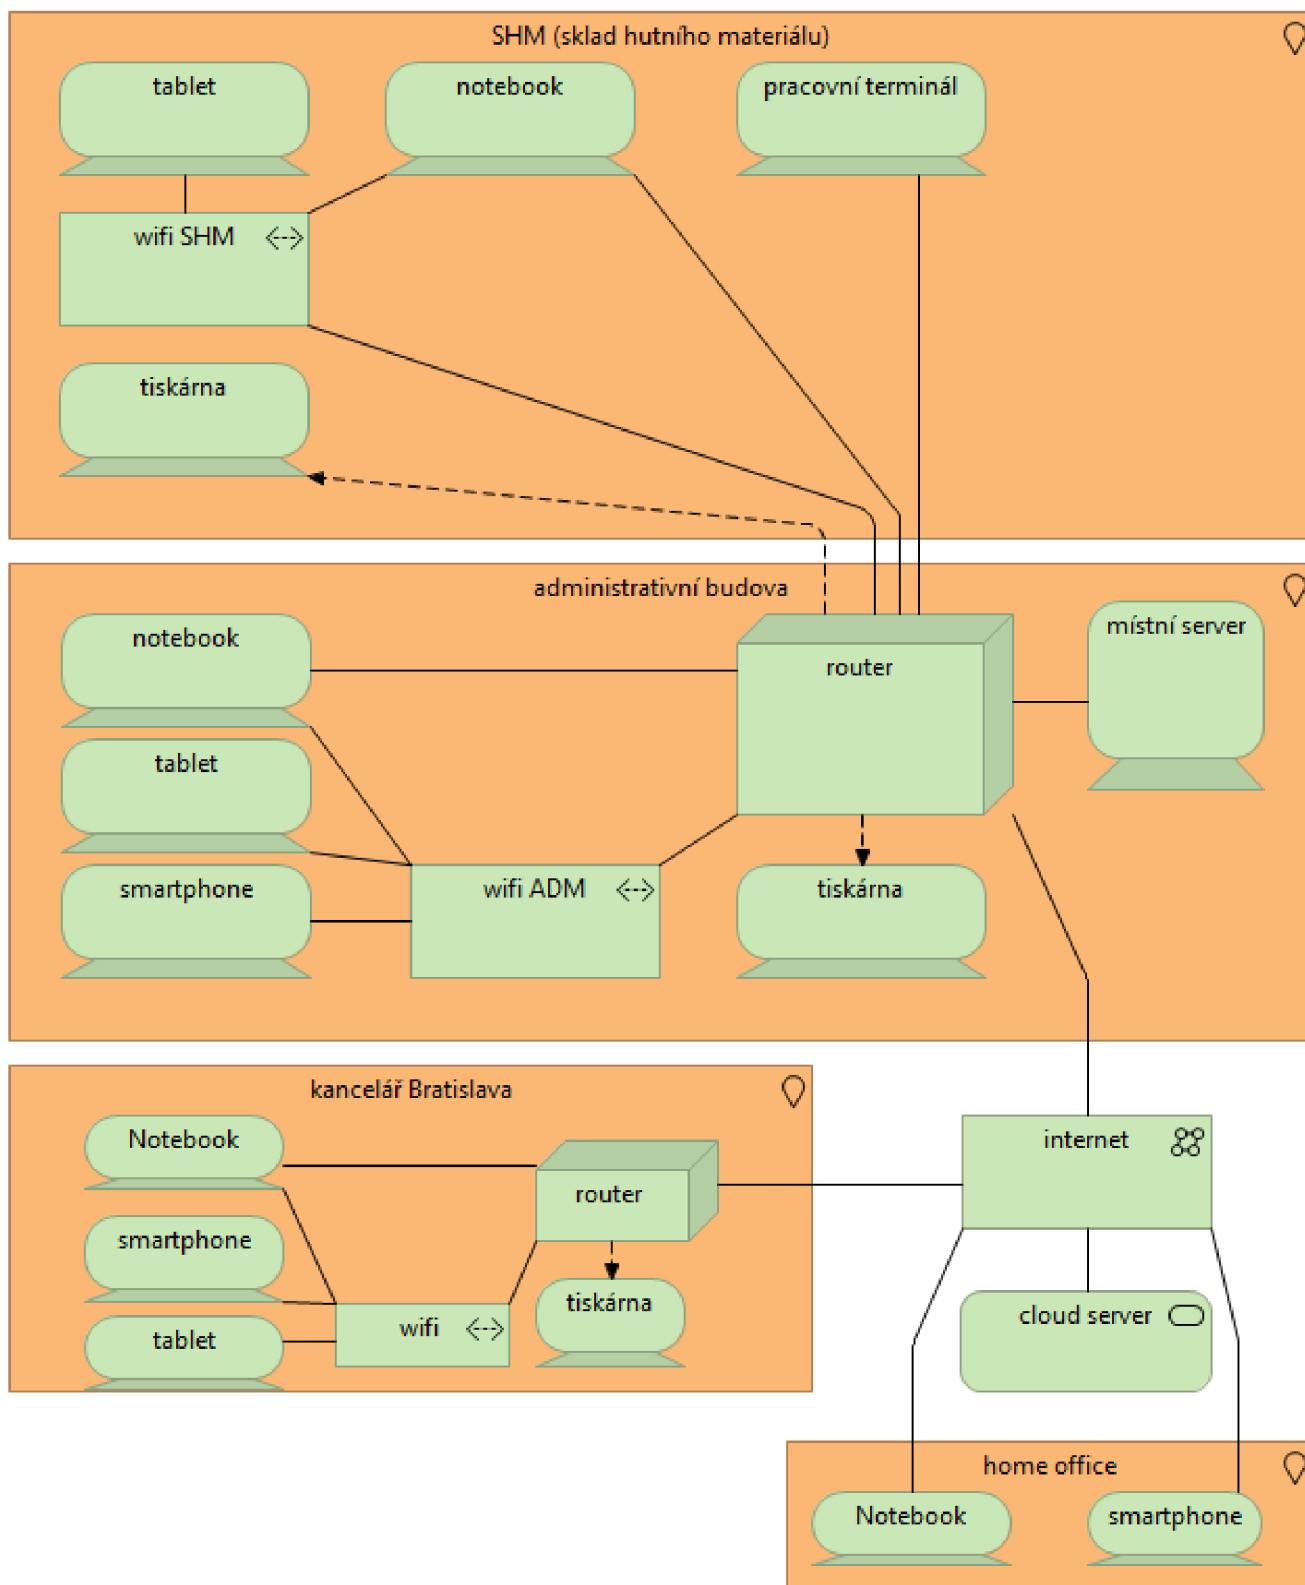 SHM (sklad hutního materiálu)
tablet
notebook
pracovní terminál
wifi SHM
tiskárna
administrativní budova
notebook
router
místní server
tablet
smartphone
wifi ADM
tiskárna
kancelář Bratislava
Notebook
router
internet
smartphone
tiskárna
wifi
tablet
cloud server
home office
Notebook
smartphone